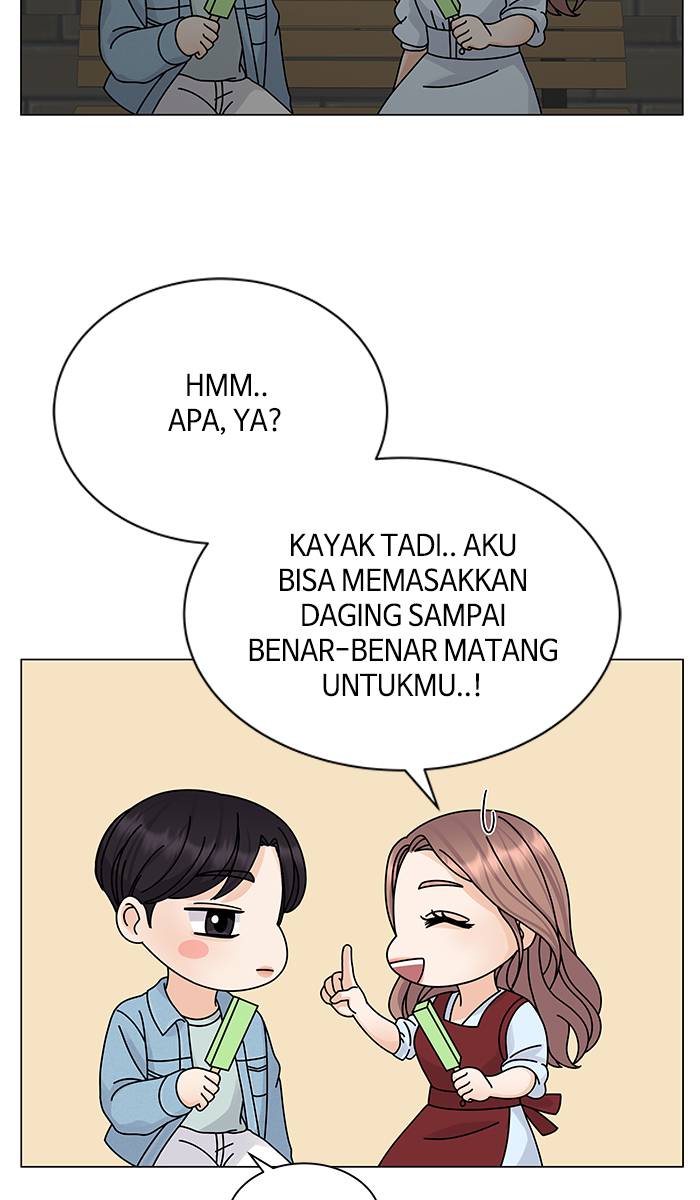 HMM..
APA, YA?
KAYAK TADI.. AKU
BISA MEMASAKKAN
DAGING SAMPAI
BENAR-BENAR MATANG
UNTUKMU..!